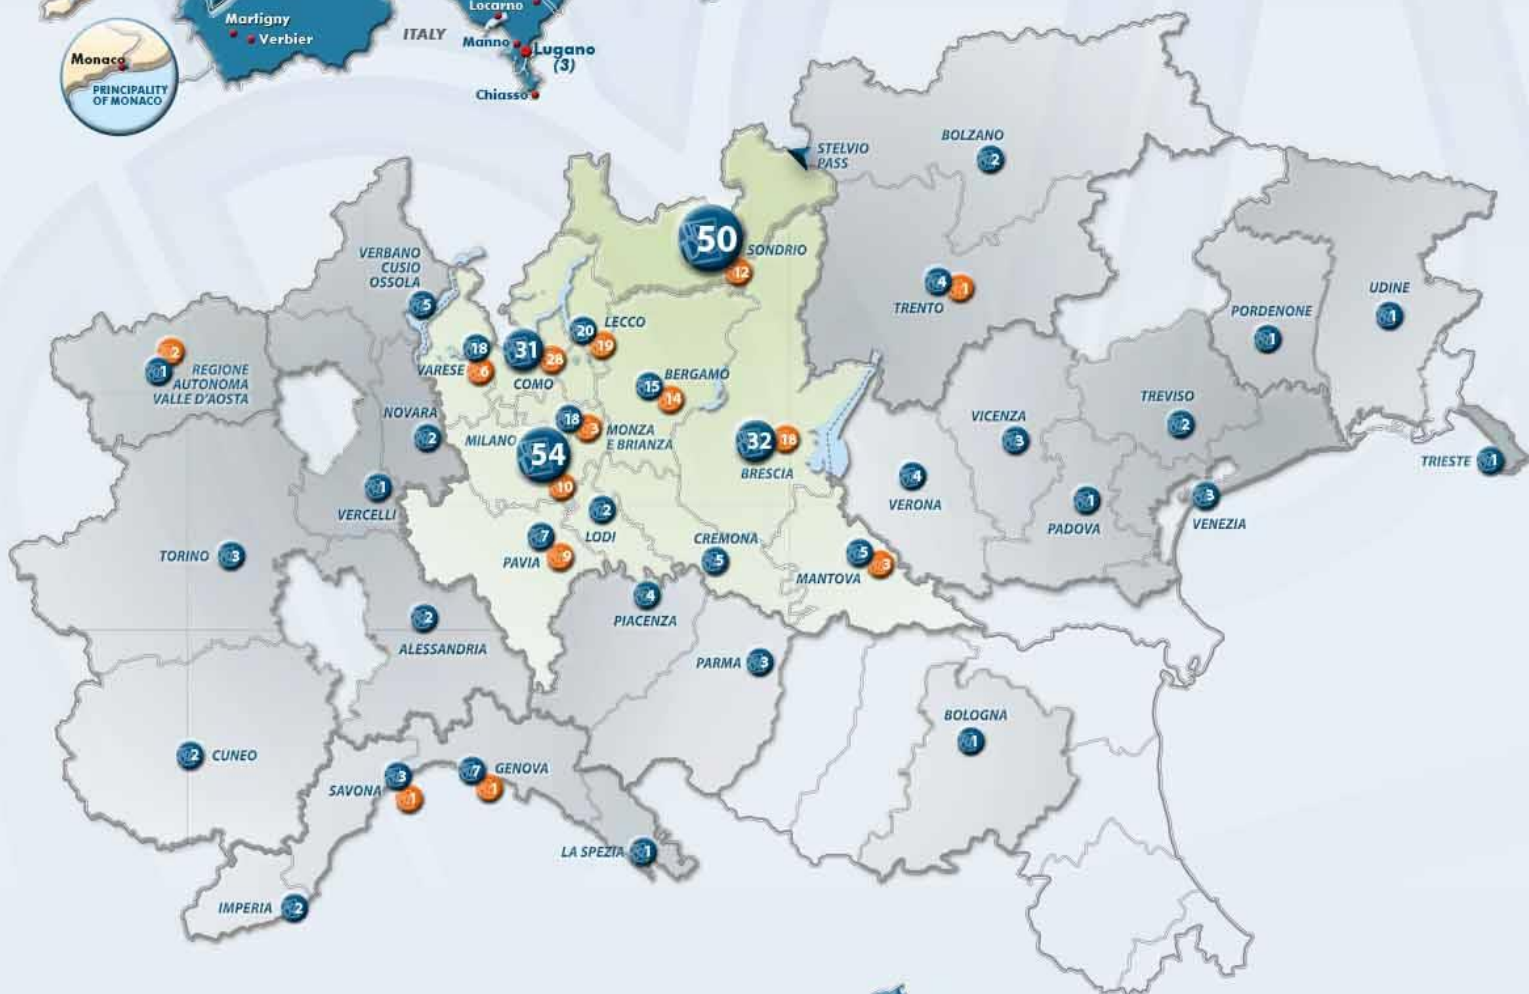 Locarno
Martigny
Verbier
ITALY
Manno
Lugano
(3)
Monaco
PRINCIPALITY
OF MONACO
Chiasso
BOLZANO
2
STELVIO
PASS
50
SONDRIO
12
VERBANO
CUSIO
OSSOLA
5
4
1
TRENTO
UDINE
1
PORDENONE
1
2
1
REGIONE
AUTONOMA
VALLE D'AOSTA
18
VARESE
6
31
28
COMO
20
LECCO
19
15
BERGAMO
14
NOVARA
2
MILANO
18
3
MONZA
E BRIANZA
54
10
32
18
BRESCIA
VICENZA
3
TREVISO
2
TRIESTE
1
1
VERCELLI
4
VERONA
1
PADOVA
3
VENEZIA
TORINO
3
2
LODI
7
PAVIA
9
CREMONA
5
5
3
MANTOVA
2
ALESSANDRIA
4
PIACENZA
PARMA
3
BOLOGNA
1
2
CUNEO
3
SAVONA
1
7
GENOVA
1
LA SPEZIA
1
IMPERIA
2